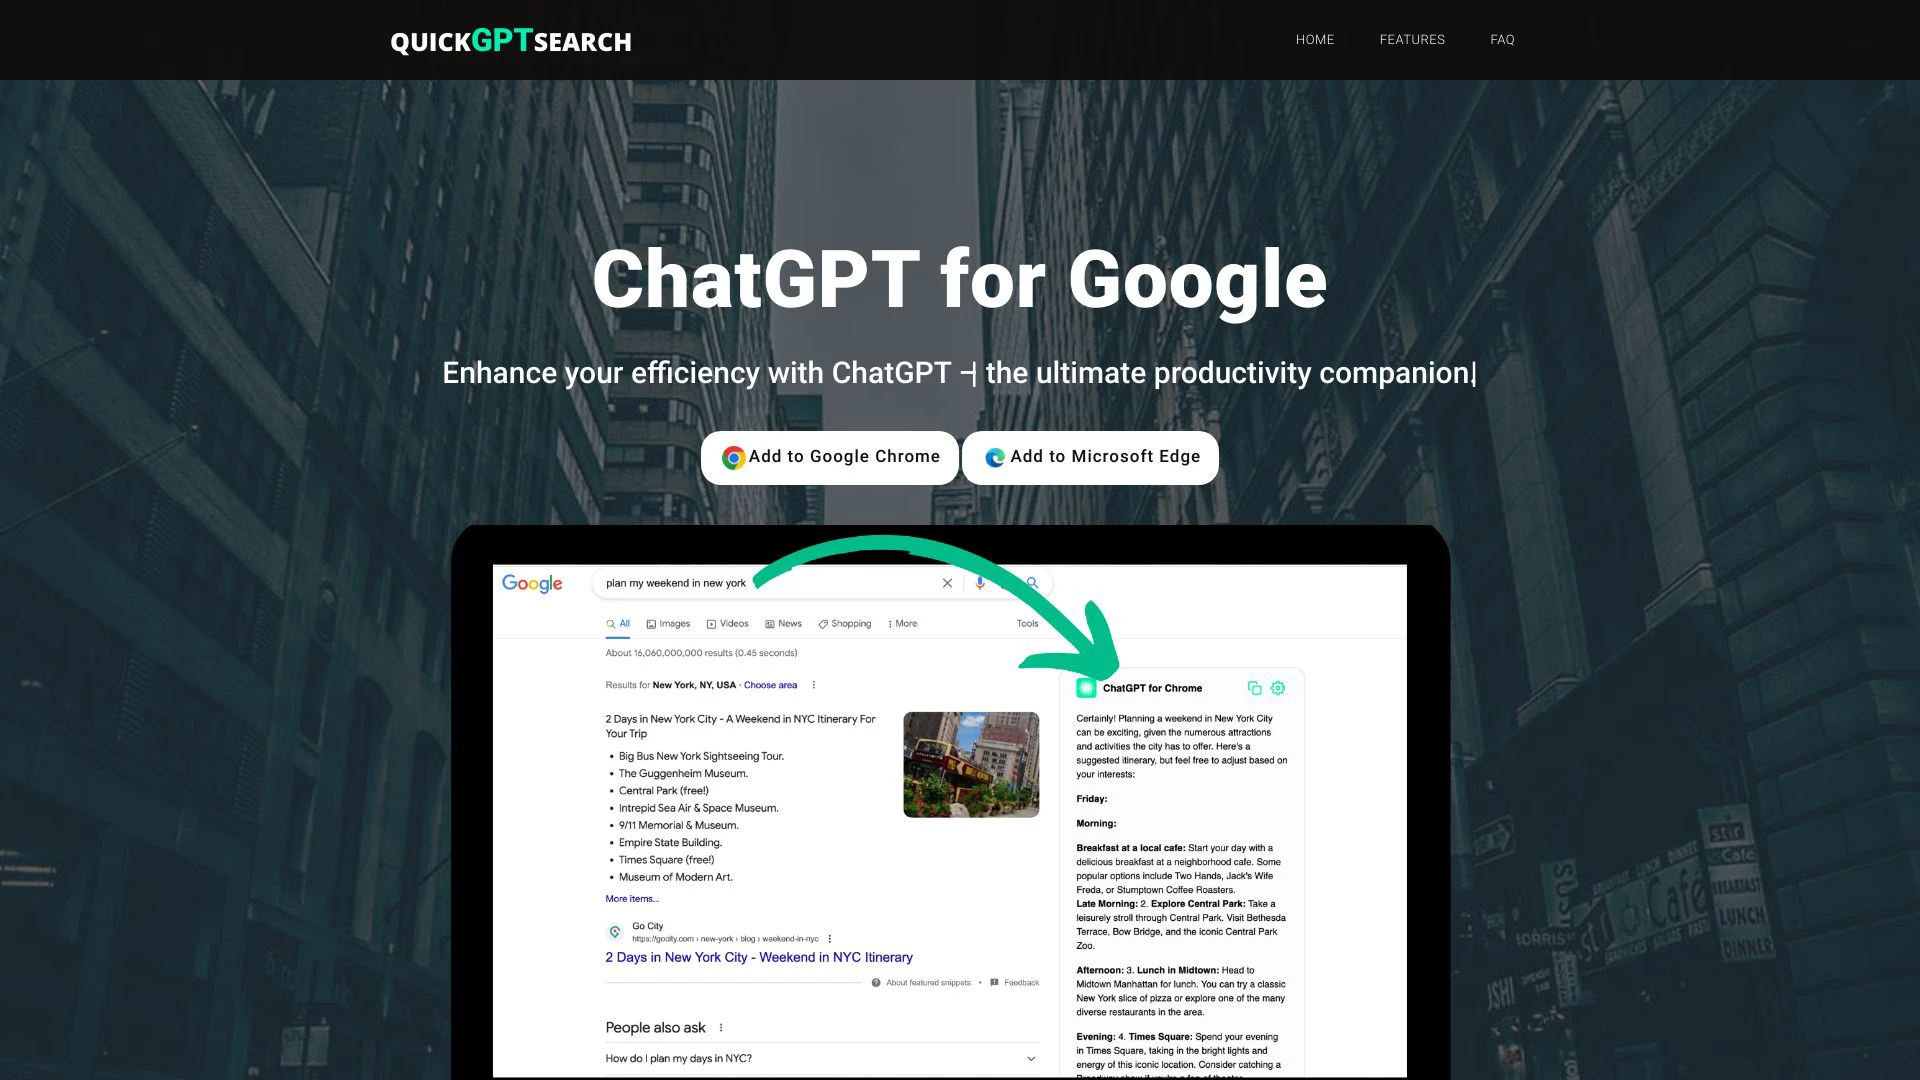 QUICKGPTSEARCH
HOME
FEATURES
FAQ
ChatGPT for Google
Enhance your efficiency with ChatGPT –| the ultimate productivity companion.|
Add to Google Chrome
Add to Microsoft Edge
Google
plan my weekend in new york
All
Images
Videos
News
Shopping
More
Tools
About 16,060,000,000 results (0.45 seconds)
Results for New York, NY, USA · Choose area
2 Days in New York City - A Weekend in NYC Itinerary For
Your Trip
• Big Bus New York Sightseeing Tour.
• The Guggenheim Museum.
• Central Park (free!)
• Intrepid Sea Air & Space Museum.
• 9/11 Memorial & Museum.
• Empire State Building.
• Times Square (free!)
• Museum of Modern Art.
More items...
Go City
https://gocity.com › new-york › blog › weekend-in-nyc
2 Days in New York City - Weekend in NYC Itinerary
About featured snippets
• Feedback
People also ask
How do I plan my days in NYC?
ChatGPT for Chrome
Certainly! Planning a weekend in New York City
can be exciting, given the numerous attractions
and activities the city has to offer. Here's a
suggested itinerary, but feel free to adjust based on
your interests:
Friday:
Morning:
Breakfast at a local cafe: Start your day with a
delicious breakfast at a neighborhood cafe. Some
popular options include Two Hands, Jack's Wife
Freda, or Stumptown Coffee Roasters.
Late Morning: 2. Explore Central Park: Take a
leisurely stroll through Central Park. Visit Bethesda
Terrace, Bow Bridge, and the iconic Central Park
Zoo.
Afternoon: 3. Lunch in Midtown: Head to
Midtown Manhattan for lunch. You can try a classic
New York slice of pizza or explore one of the many
diverse restaurants in the area.
Evening: 4. Times Square: Spend your evening
in Times Square, taking in the bright lights and
energy of this iconic location. Consider catching a
star
Cafe
BREAKFAST
LUNCH
DINNER
Cafe
SUSHI